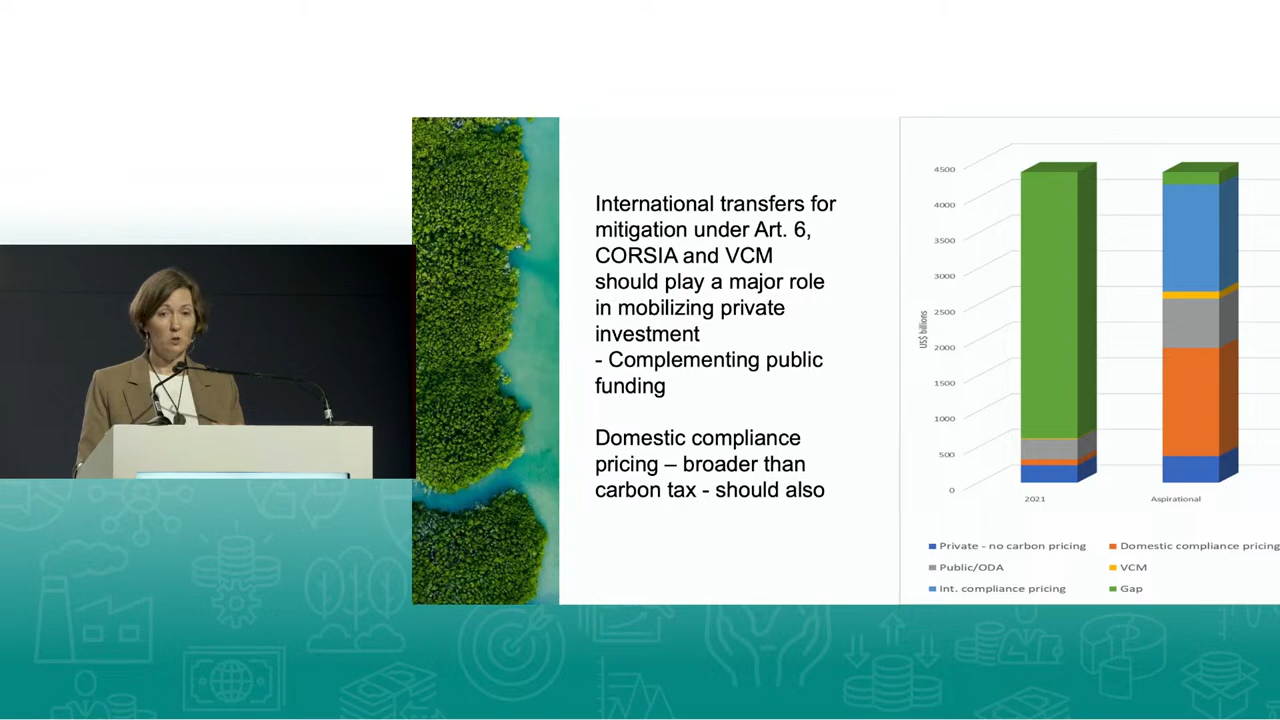 International transfers for
mitigation under Art. 6,
CORSIA and VCM
should play a major role
in mobilizing private
investment
- Complementing public
funding
Domestic compliance
pricing – broader than
carbon tax - should also
US$ billions
4500
4000
3500
3000
2500
2000
1500
1000
500
0
2021
Aspirational
Private - no carbon pricing
Domestic compliance pricing
Public/ODA
VCM
Int. compliance pricing
Gap